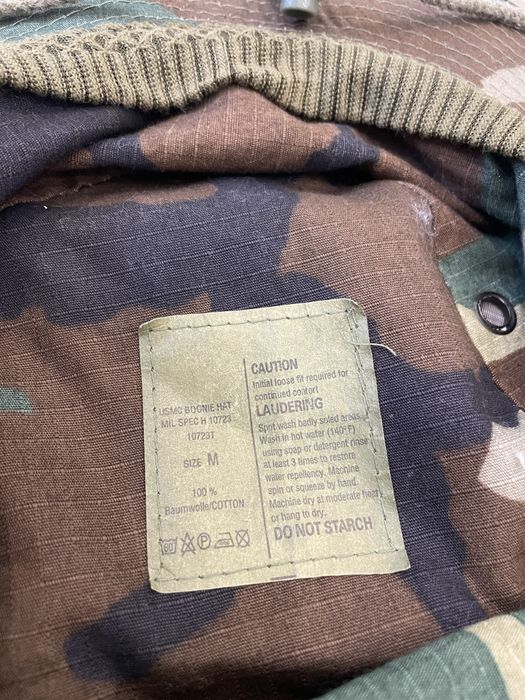 USMC BOONIE HAT
MIL SPEC H 10723
107231
SIZE M
100 %
Baumwolle/COTTON
CAUTION
Initial loose fit required for
continued comfort
LAUDERING
Spot wash badly soiled areas
Wash in hot water (140° F)
using soap or detergent rinse
at least 3 times to restore
water repellency. Machine
spin or squeeze by hand.
Machine dry at moderate heat
or hang to dry.
DO NOT STARCH